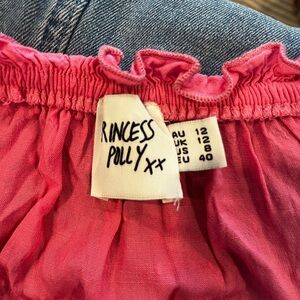 RINCESS
POLLY xx
AU 12
UK 12
US 8
EU 40